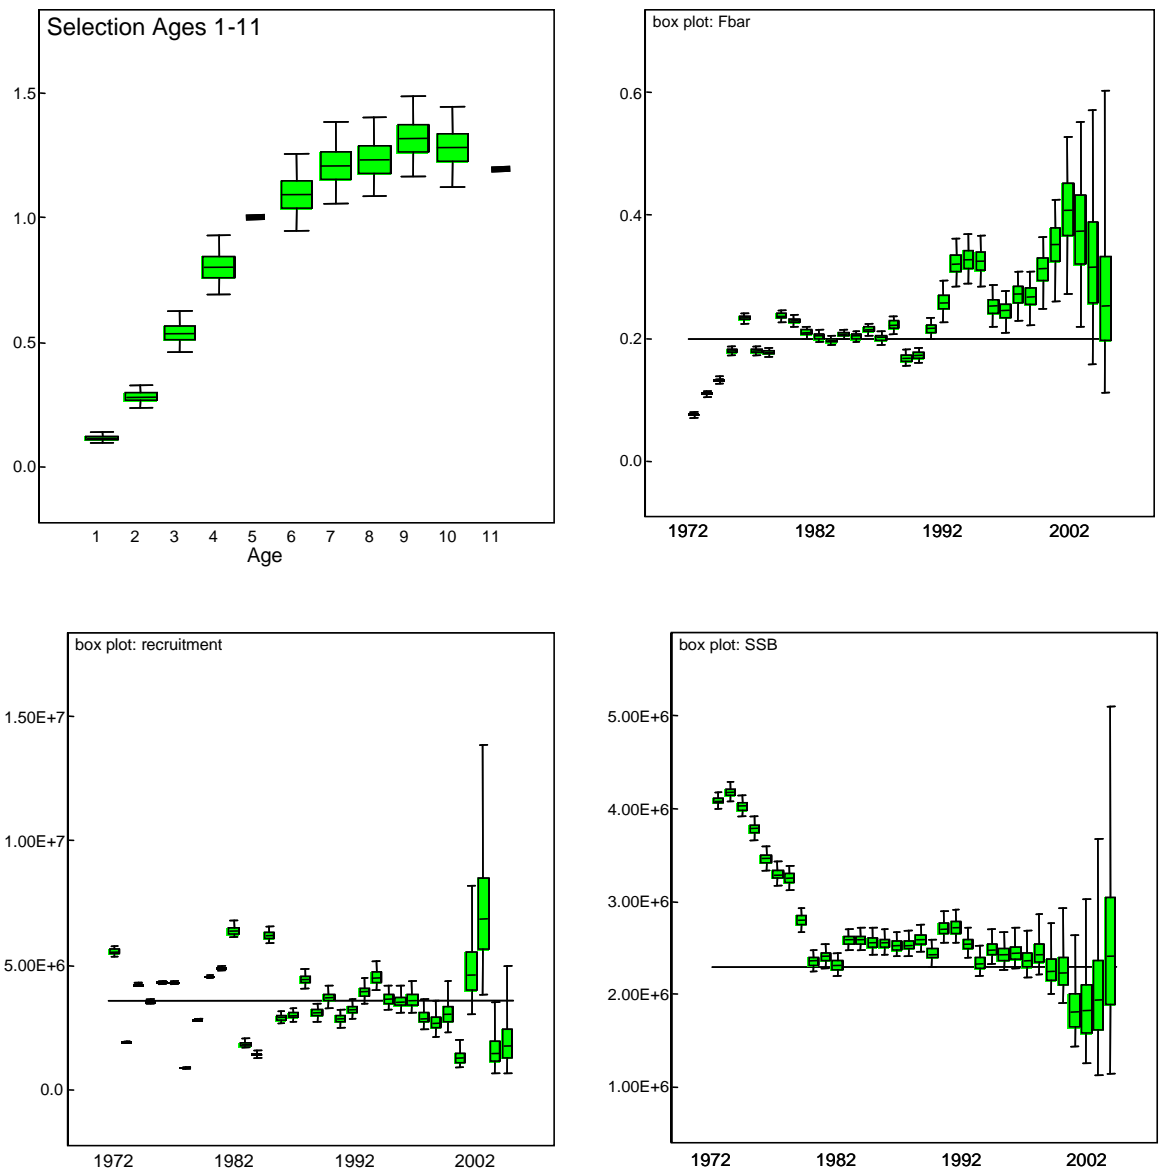 Selection Ages 1-11
1.5
1.0
0.5
0.0
1 2 3 4 5 6 7 8 9 10 11
Age
box plot: Fbar
0.6
0.4
0.2
0.0
1972 1982 1992 2002
box plot: recruitment
1.50E+7
1.00E+7
5.00E+6
0.0
1972 1982 1992 2002
box plot: SSB
5.00E+6
4.00E+6
3.00E+6
2.00E+6
1.00E+6
1972 1982 1992 2002